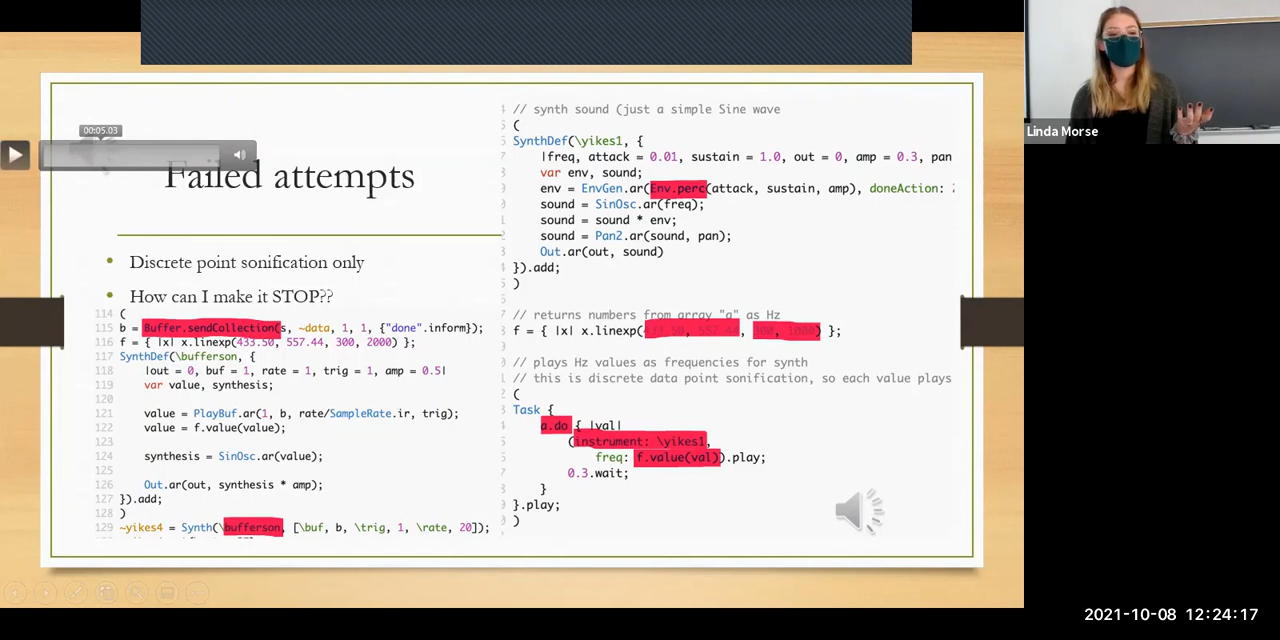 00:05.03
Failed attempts
Discrete point sonification only
How can I make it STOP??
114 (
115 b = Buffer.sendCollection(s, ~data, 1, 1, {"done".inform});
116 f = { |x| x.linexp(433.50, 557.44, 300, 2000) };
117 SynthDef(\bufferson, {
118 |out = 0, buf = 1, rate = 1, trig = 1, amp = 0.5|
119 var value, synthesis;
120
121 value = PlayBuf.ar(1, b, rate/SampleRate.ir, trig);
122 value = f.value(value);
123
124 synthesis = SinOsc.ar(value);
125
126 Out.ar(out, synthesis * amp);
127 }).add;
128 )
129 ~yikes4 = Synth(\bufferson, [\buf, b, \trig, 1, \rate, 20]);
// synth sound (just a simple Sine wave
(
SynthDef(\yikes1, {
|freq, attack = 0.01, sustain = 1.0, out = 0, amp = 0.3, pan
var env, sound;
env = EnvGen.ar(Env.perc(attack, sustain, amp), doneAction: 2
sound = SinOsc.ar(freq);
sound = sound * env;
sound = Pan2.ar(sound, pan);
Out.ar(out, sound)
}).add;
)
// returns numbers from array "a" as Hz
f = { |x| x.linexp(433.50, 557.44, 300, 1000) };
// plays Hz values as frequencies for synth
// this is discrete data point sonification, so each value plays
(
Task {
a.do { |val|
(instrument: \yikes1,
freq: f.value(val)).play;
0.3.wait;
}
}.play;
)
Linda Morse
2021-10-08 12:24:17